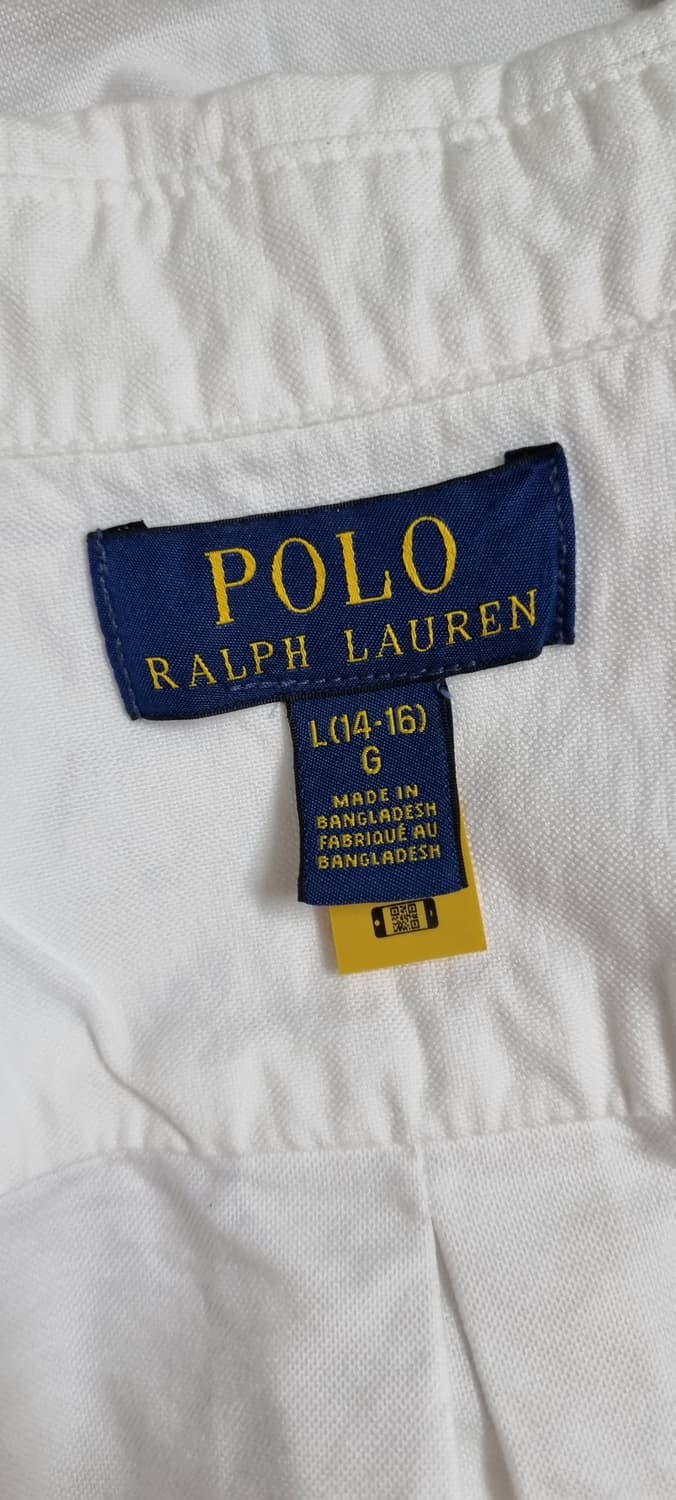 POLO
RALPH LAUREN
L(14-16)
G
MADE IN
BANGLADESH
FABRIQUÉ AU
BANGLADESH